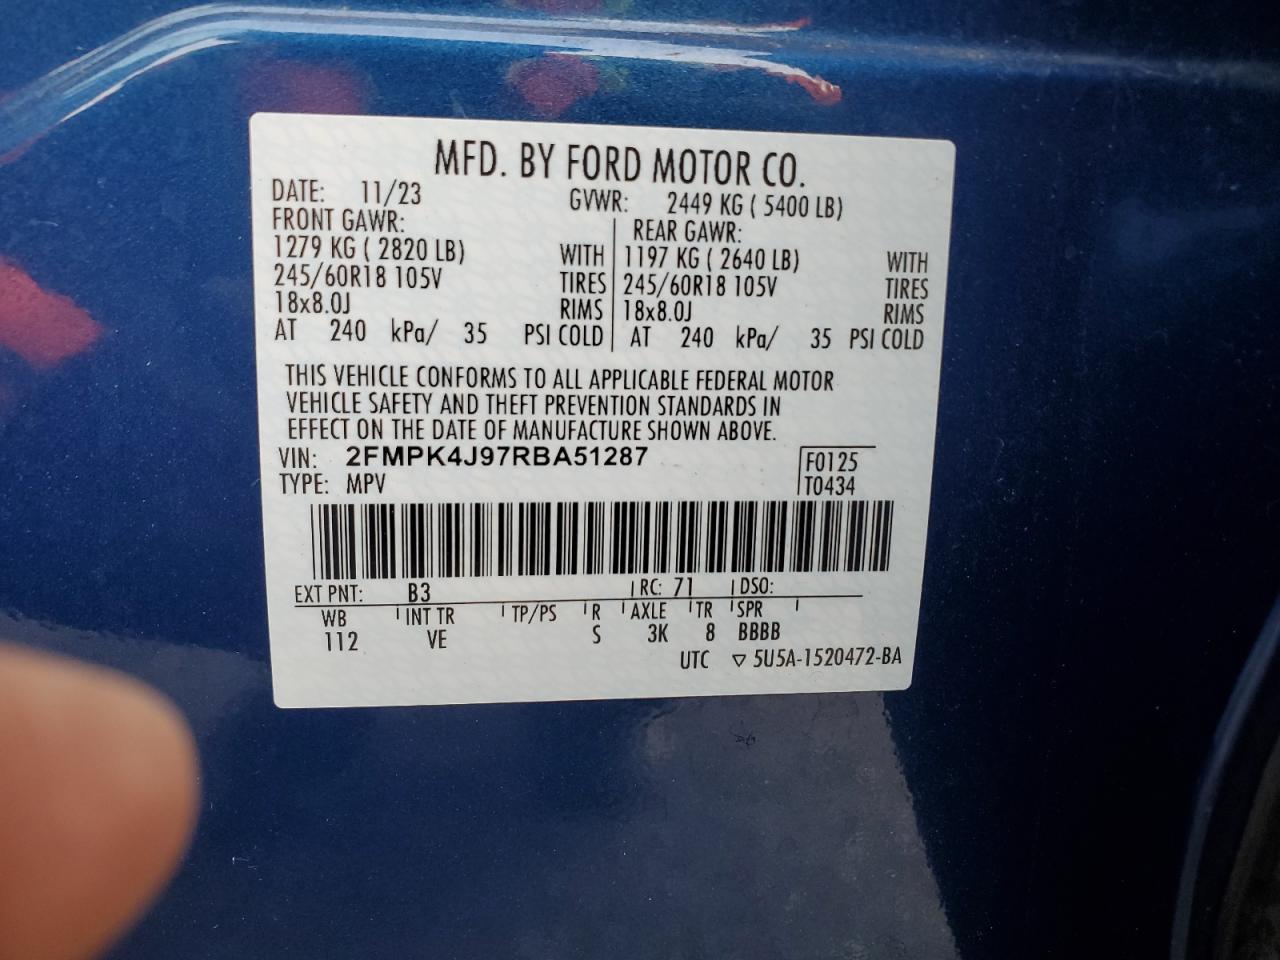 MFD. BY FORD MOTOR CO.
DATE: 11/23 GVWR: 2449 KG ( 5400 LB)
FRONT GAWR: REAR GAWR:
1279 KG ( 2820 LB) WITH 1197 KG ( 2640 LB) WITH
245/60R18 105V TIRES 245/60R18 105V TIRES
18x8.0J RIMS 18x8.0J RIMS
AT 240 kPa/ 35 PSI COLD AT 240 kPa/ 35 PSI COLD
THIS VEHICLE CONFORMS TO ALL APPLICABLE FEDERAL MOTOR
VEHICLE SAFETY AND THEFT PREVENTION STANDARDS IN
EFFECT ON THE DATE OF MANUFACTURE SHOWN ABOVE.
VIN: 2FMPK4J97RBA51287 F0125
TYPE: MPV T0434
EXT PNT: B3 RC: 71 DSO:
WB INT TR TP/PS R AXLE TR SPR
112 VE S 3K 8 BBBB
UTC ▽ 5U5A-1520472-BA